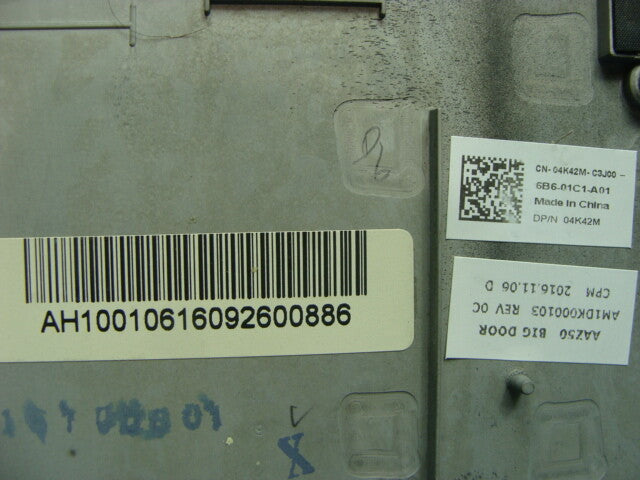 CN- 04K42M- C3J00 -
6B6-01C1-A01
Made in China
DP/N 04K42M
AH10010616092600886
AAZ50 BIG DOOR
AM1DK000103 REV 0C
CPM 2016.11.06 D
X